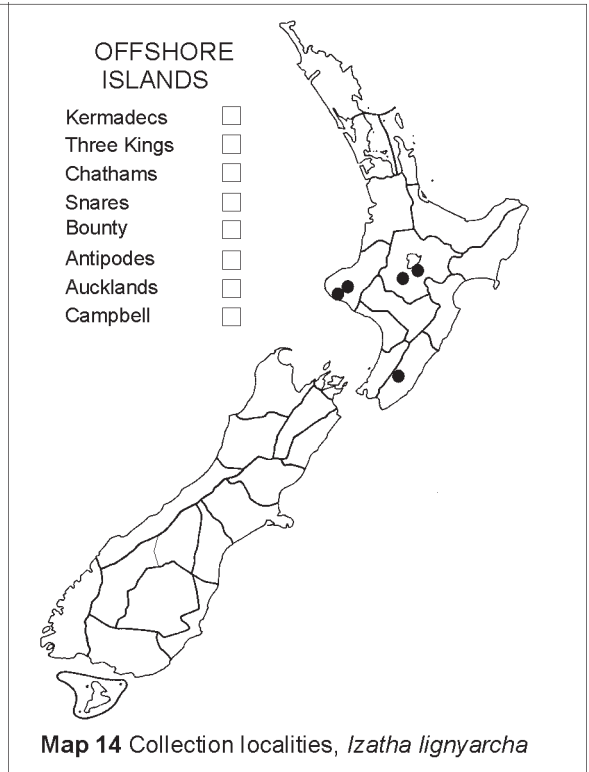 OFFSHORE
ISLANDS
Kermadecs
Three Kings
Chathams
Snares
Bounty
Antipodes
Aucklands
Campbell
Map 14 Collection localities, Izatha lignyarcha